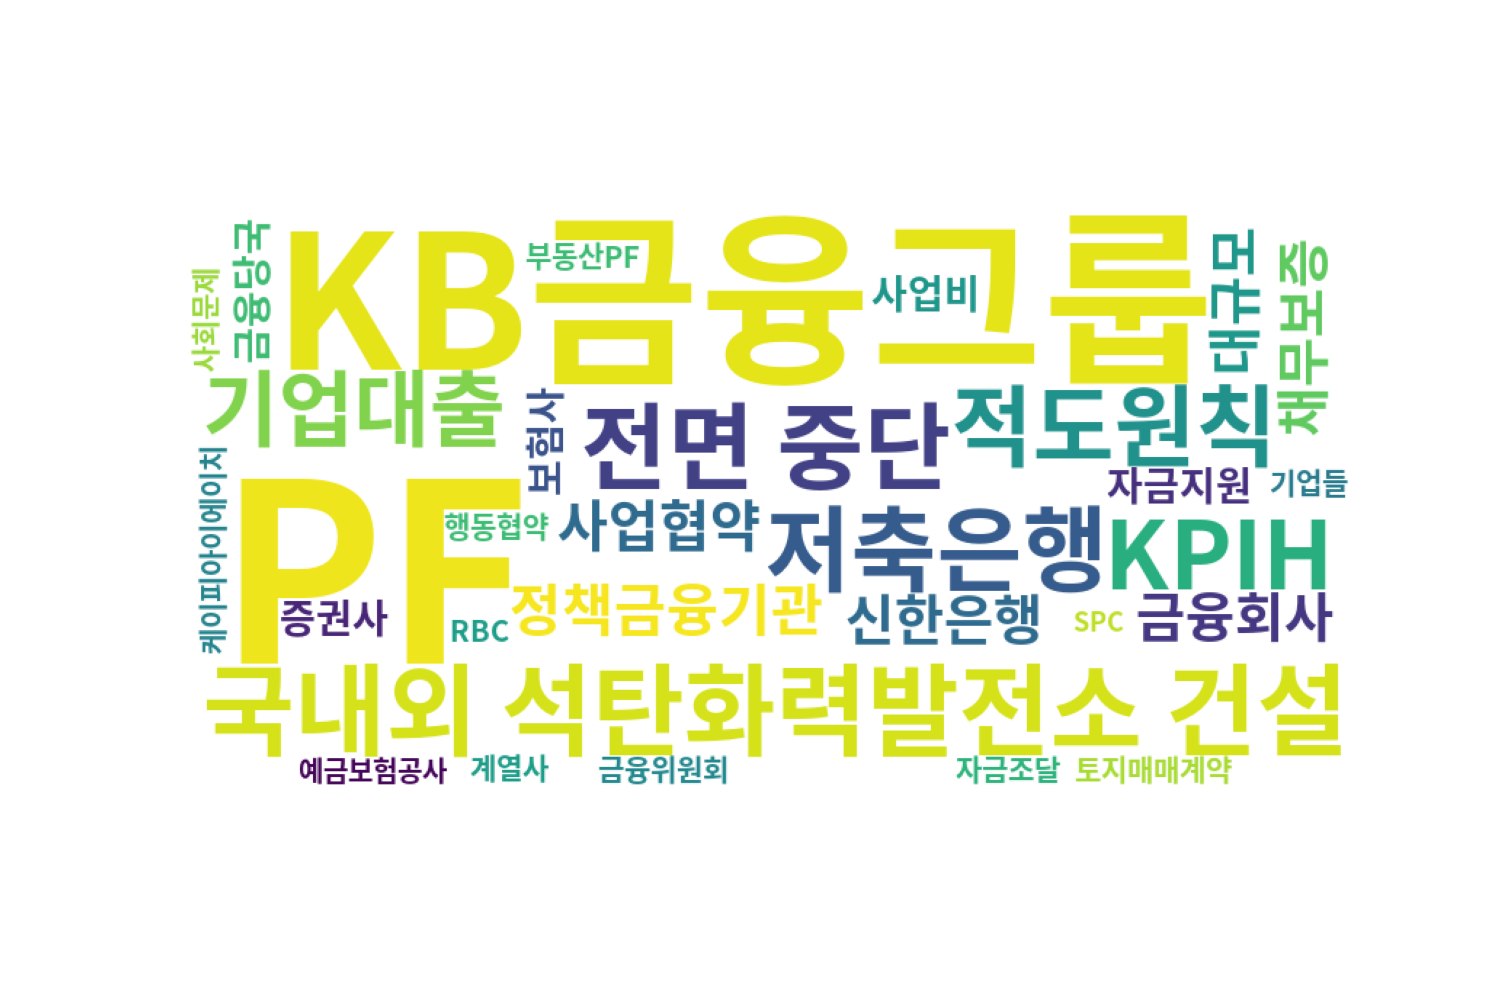 KB금융그룹
부동산PF
사업비
금융당국
사회문제
대규모
채무보증
기업대출
보험사
전면 중단
적도원칙
자금지원
기업들
케이피아이에이치
PF
행동협약
사업협약
저축은행
KPIH
증권사
RBC
정책금융기관
신한은행
SPC
금융회사
국내외 석탄화력발전소 건설
예금보험공사
계열사
금융위원회
자금조달
토지매매계약